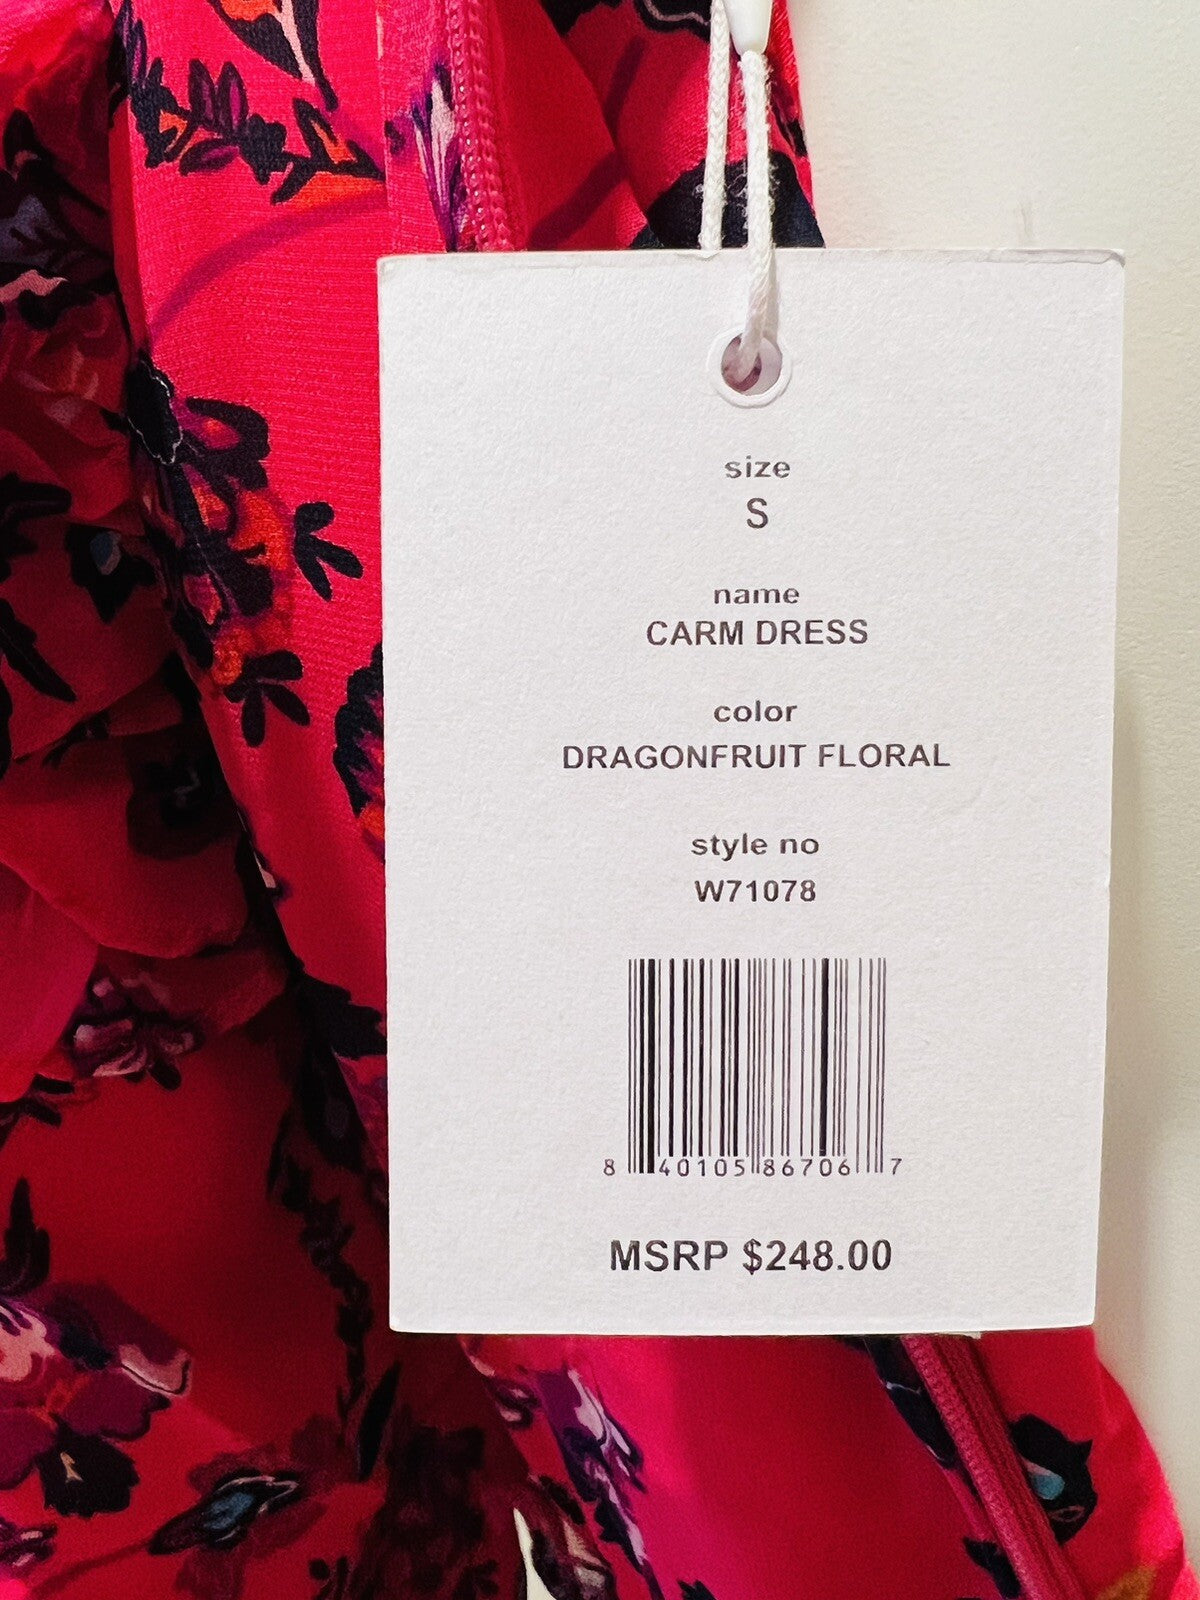 size
S
name
CARM DRESS
color
DRAGONFRUIT FLORAL
style no
W71078
8 40105 86706 7
MSRP $248.00